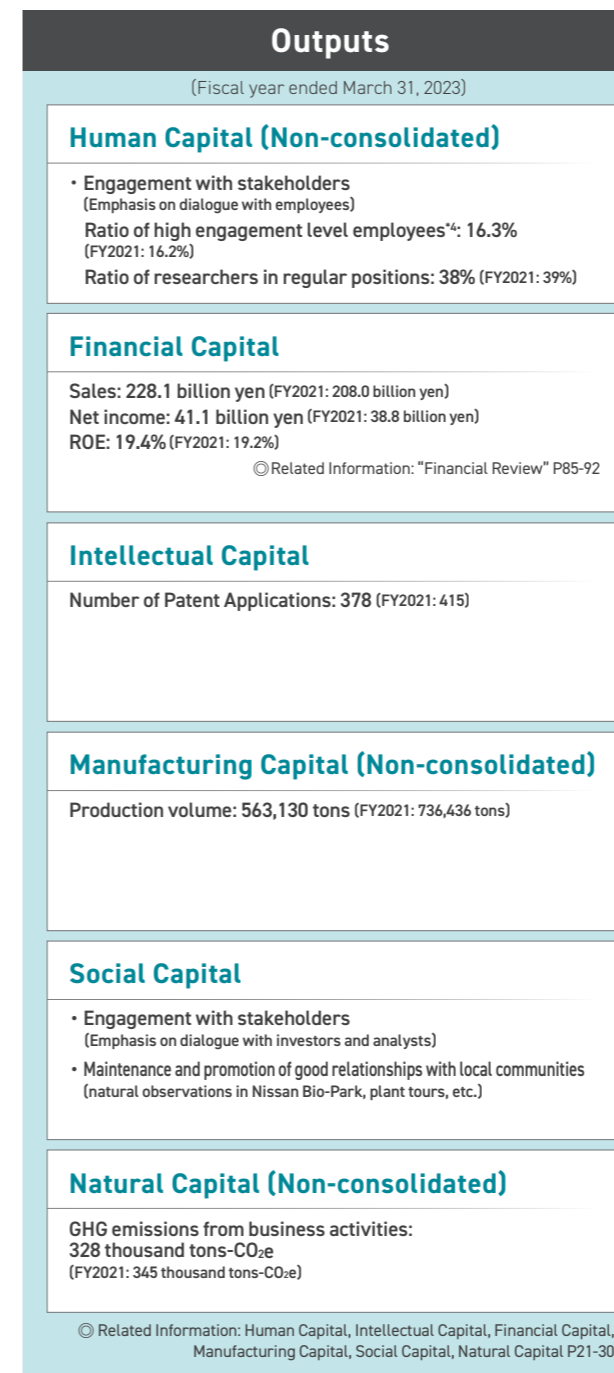 Outputs
(Fiscal year ended March 31, 2023)
Human Capital (Non-consolidated)
・Engagement with stakeholders
(Emphasis on dialogue with employees)
Ratio of high engagement level employees*4: 16.3%
(FY2021: 16.2%)
Ratio of researchers in regular positions: 38% (FY2021: 39%)
Financial Capital
Sales: 228.1 billion yen (FY2021: 208.0 billion yen)
Net income: 41.1 billion yen (FY2021: 38.8 billion yen)
ROE: 19.4% (FY2021: 19.2%)
◎Related Information: “Financial Review” P85-92
Intellectual Capital
Number of Patent Applications: 378 (FY2021: 415)
Manufacturing Capital (Non-consolidated)
Production volume: 563,130 tons (FY2021: 736,436 tons)
Social Capital
・Engagement with stakeholders
(Emphasis on dialogue with investors and analysts)
・Maintenance and promotion of good relationships with local communities
(natural observations in Nissan Bio-Park, plant tours, etc.)
Natural Capital (Non-consolidated)
GHG emissions from business activities:
328 thousand tons-CO₂e
(FY2021: 345 thousand tons-CO₂e)
◎ Related Information: Human Capital, Intellectual Capital, Financial Capital,
Manufacturing Capital, Social Capital, Natural Capital P21-30